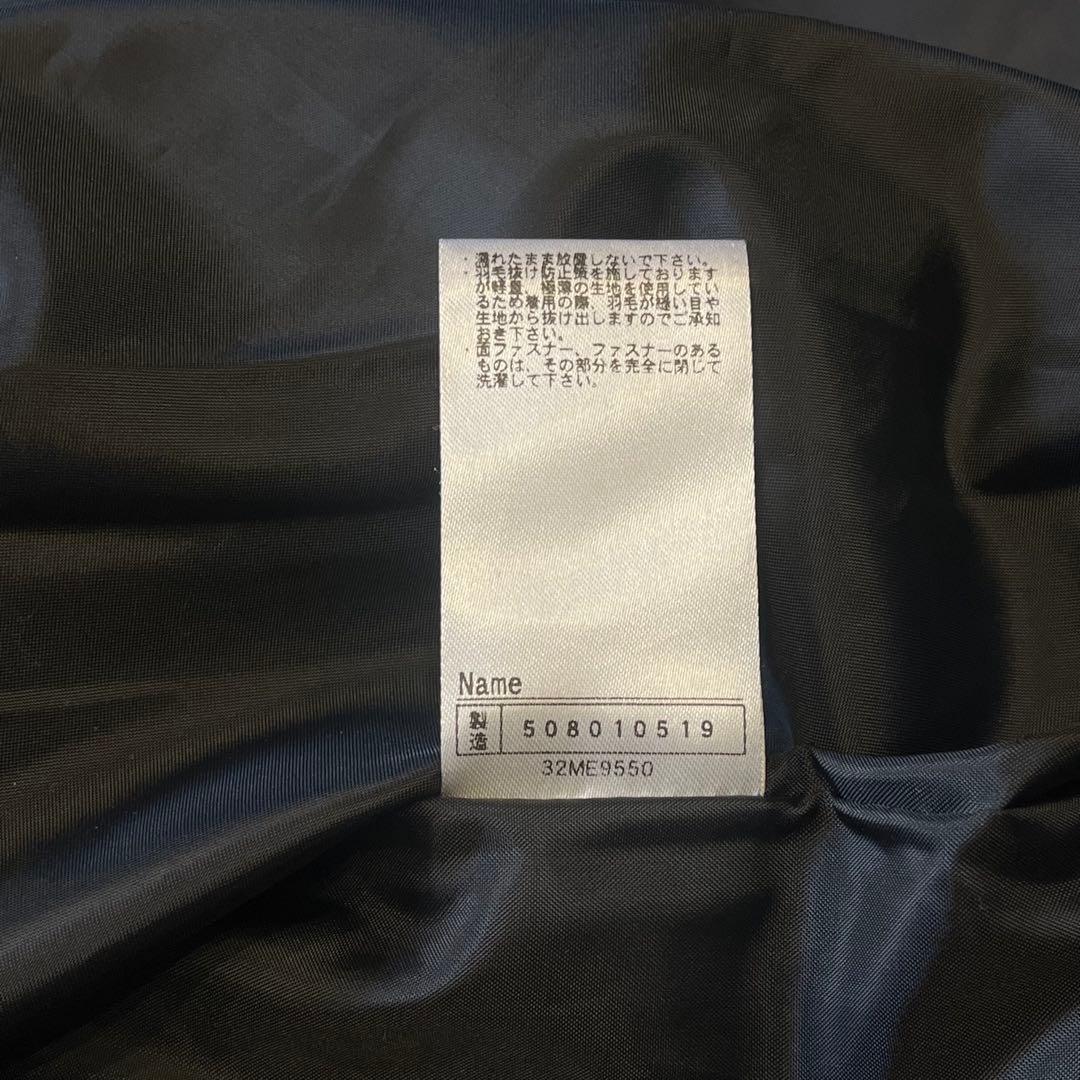 ・濡れたまま放置しないで下さい。
・羽毛抜け防止策を施しております
が軽量、極薄の生地を使用してい
るため着用の際、羽毛が縫い目や
生地から抜け出しますのでご承知
おき下さい。
・面ファスナー、ファスナーのある
ものは、その部分を完全に閉じて
洗濯して下さい。
Name
製造 508010519
32ME9550